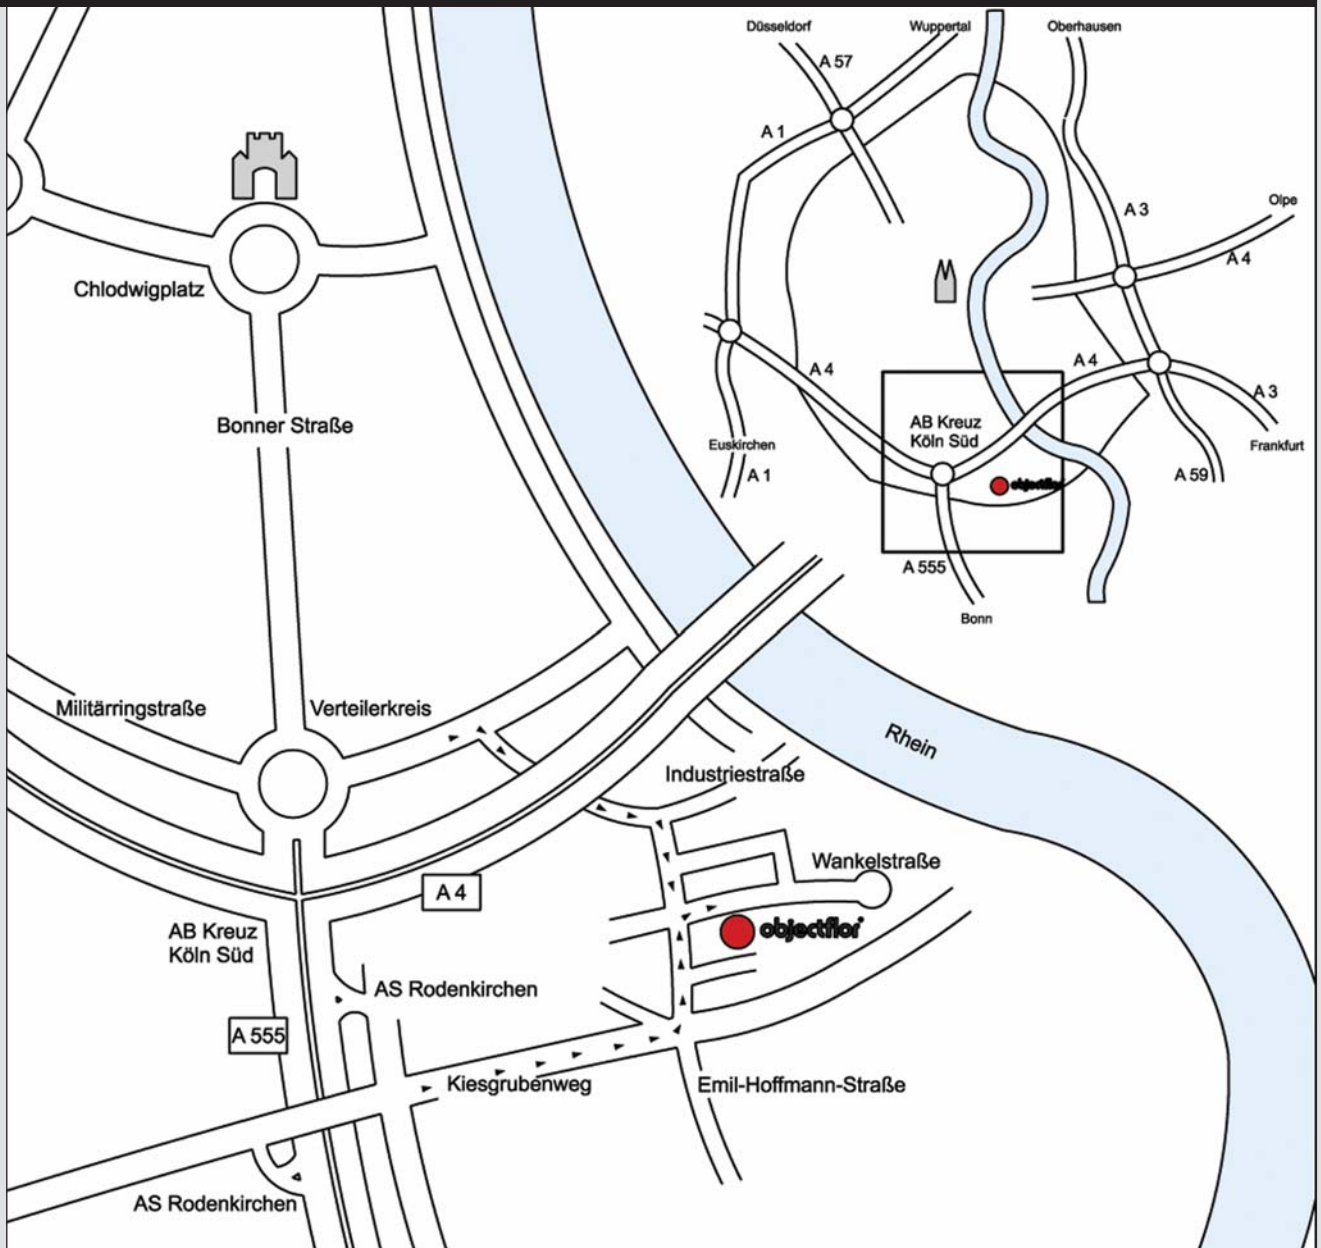 Düsseldorf
Wuppertal
Oberhausen
A 57
A 1
A 3
Olpe
A 4
Chlodwigplatz
A 4
A 4
A 3
Bonner Straße
AB Kreuz
Köln Süd
Euskirchen
Frankfurt
A 1
A 59
objectflor
A 555
Bonn
Militärringstraße
Verteilerkreis
Rhein
Industriestraße
Wankelstraße
A 4
AB Kreuz
Köln Süd
objectflor
AS Rodenkirchen
A 555
Kiesgrubenweg
Emil-Hoffmann-Straße
AS Rodenkirchen